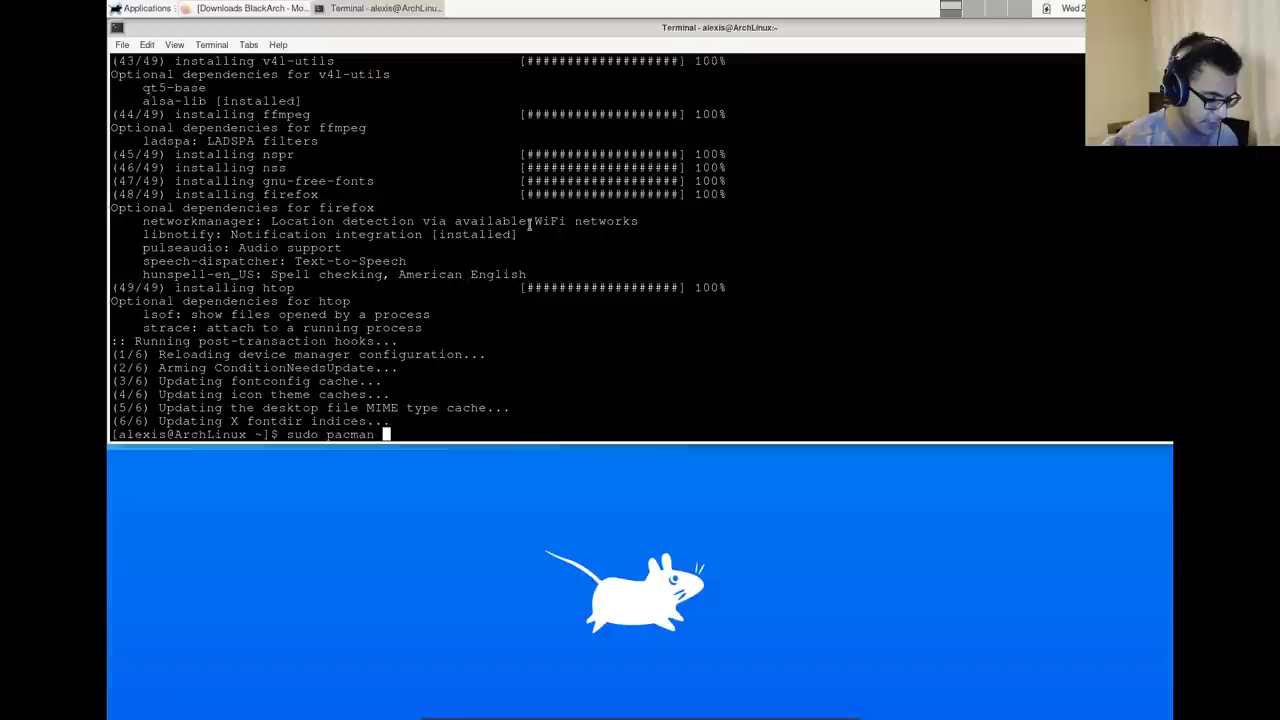 Applications
[Downloads BlackArch - Mo...
Terminal - alexis@ArchLinu...
Wed 2
Terminal - alexis@ArchLinux:~
File Edit View Terminal Tabs Help
(43/49) installing v4l-utils [###################] 100%
Optional dependencies for v4l-utils
qt5-base
alsa-lib [installed]
(44/49) installing ffmpeg [###################] 100%
Optional dependencies for ffmpeg
ladspa: LADSPA filters
(45/49) installing nspr [###################] 100%
(46/49) installing nss [###################] 100%
(47/49) installing gnu-free-fonts [###################] 100%
(48/49) installing firefox [###################] 100%
Optional dependencies for firefox
networkmanager: Location detection via available WiFi networks
libnotify: Notification integration [installed]
pulseaudio: Audio support
speech-dispatcher: Text-to-Speech
hunspell-en_US: Spell checking, American English
(49/49) installing htop [###################] 100%
Optional dependencies for htop
lsof: show files opened by a process
strace: attach to a running process
:: Running post-transaction hooks...
(1/6) Reloading device manager configuration...
(2/6) Arming ConditionNeedsUpdate...
(3/6) Updating fontconfig cache...
(4/6) Updating icon theme caches...
(5/6) Updating the desktop file MIME type cache...
(6/6) Updating X fontdir indices...
[alexis@ArchLinux ~]$ sudo pacman